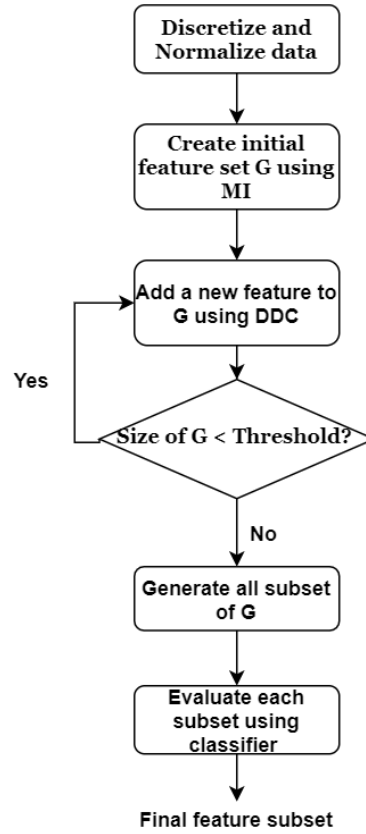 Discretize and
Normalize data
Create initial
feature set G using
MI
Add a new feature to
G using DDC
Yes
Size of G < Threshold?
No
Generate all subset
of G
Evaluate each
subset using
classifier
Final feature subset